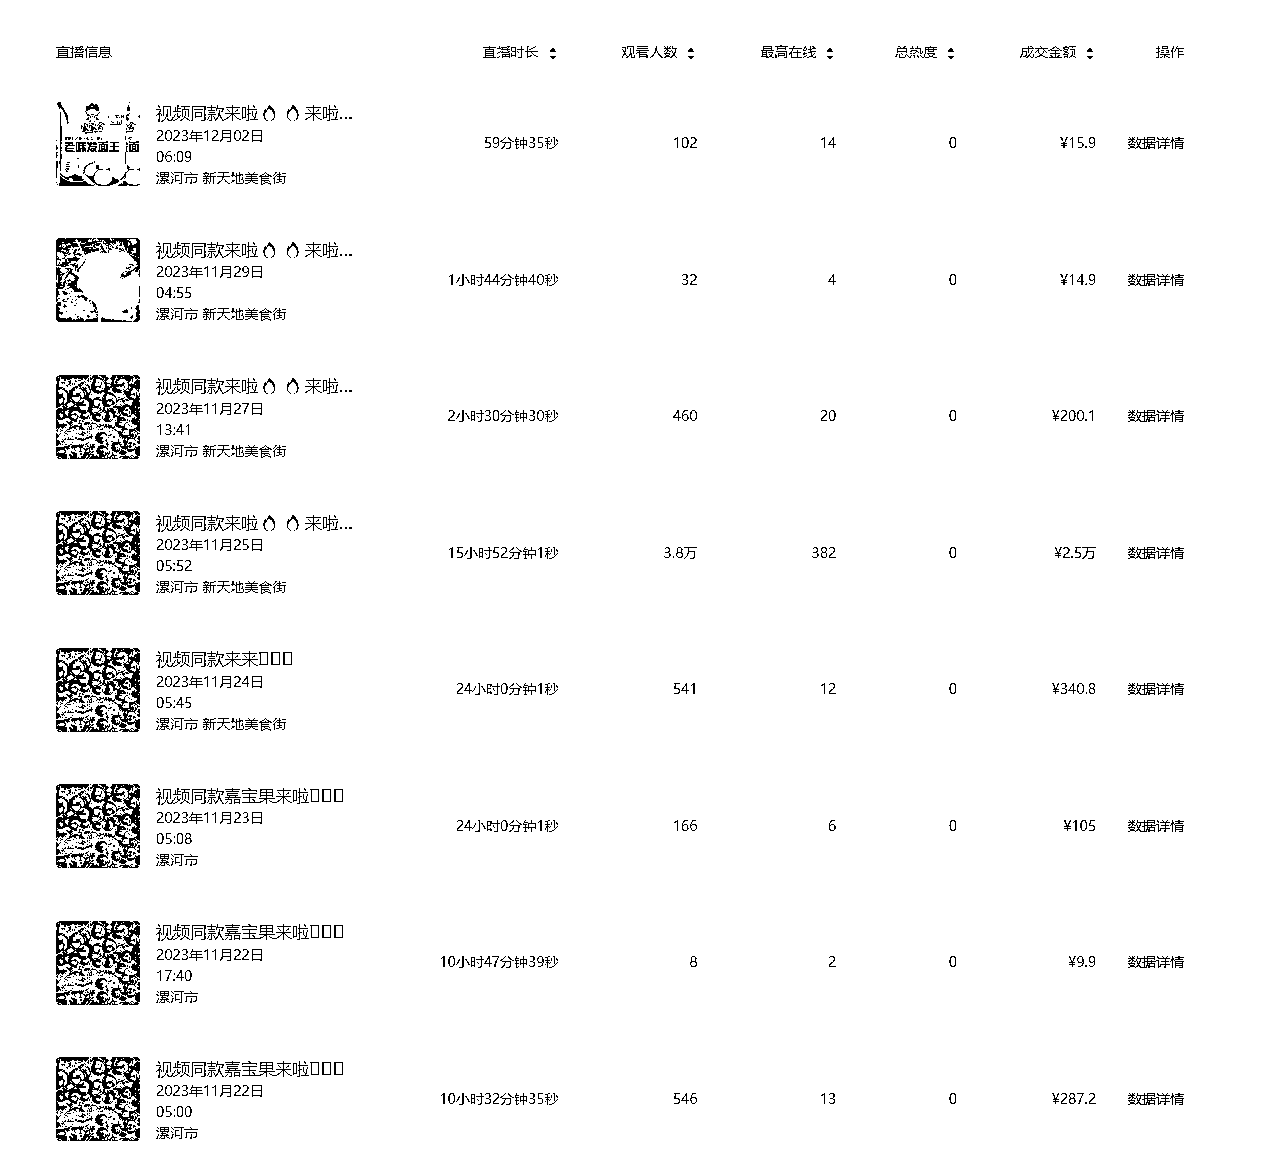 直播信息 直播时长 观看人数 最高在线 总热度 成交金额 操作
视频同款来啦 来啦...
2023年12月02日
06:09
漯河市 新天地美食街
59分钟35秒 102 14 0 ¥15.9 数据详情
视频同款来啦 来啦...
2023年11月29日
04:55
漯河市 新天地美食街
1小时44分钟40秒 32 4 0 ¥14.9 数据详情
视频同款来啦 来啦...
2023年11月27日
13:41
漯河市 新天地美食街
2小时30分钟30秒 460 20 0 ¥200.1 数据详情
视频同款来啦 来啦...
2023年11月25日
05:52
漯河市 新天地美食街
15小时52分钟1秒 3.8万 382 0 ¥2.5万 数据详情
视频同款来来
2023年11月24日
05:45
漯河市 新天地美食街
24小时0分钟1秒 541 12 0 ¥340.8 数据详情
视频同款嘉宝果来啦
2023年11月23日
05:08
漯河市
24小时0分钟1秒 166 6 0 ¥105 数据详情
视频同款嘉宝果来啦
2023年11月22日
17:40
漯河市
10小时47分钟39秒 8 2 0 ¥9.9 数据详情
视频同款嘉宝果来啦
2023年11月22日
05:00
漯河市
10小时32分钟35秒 546 13 0 ¥287.2 数据详情